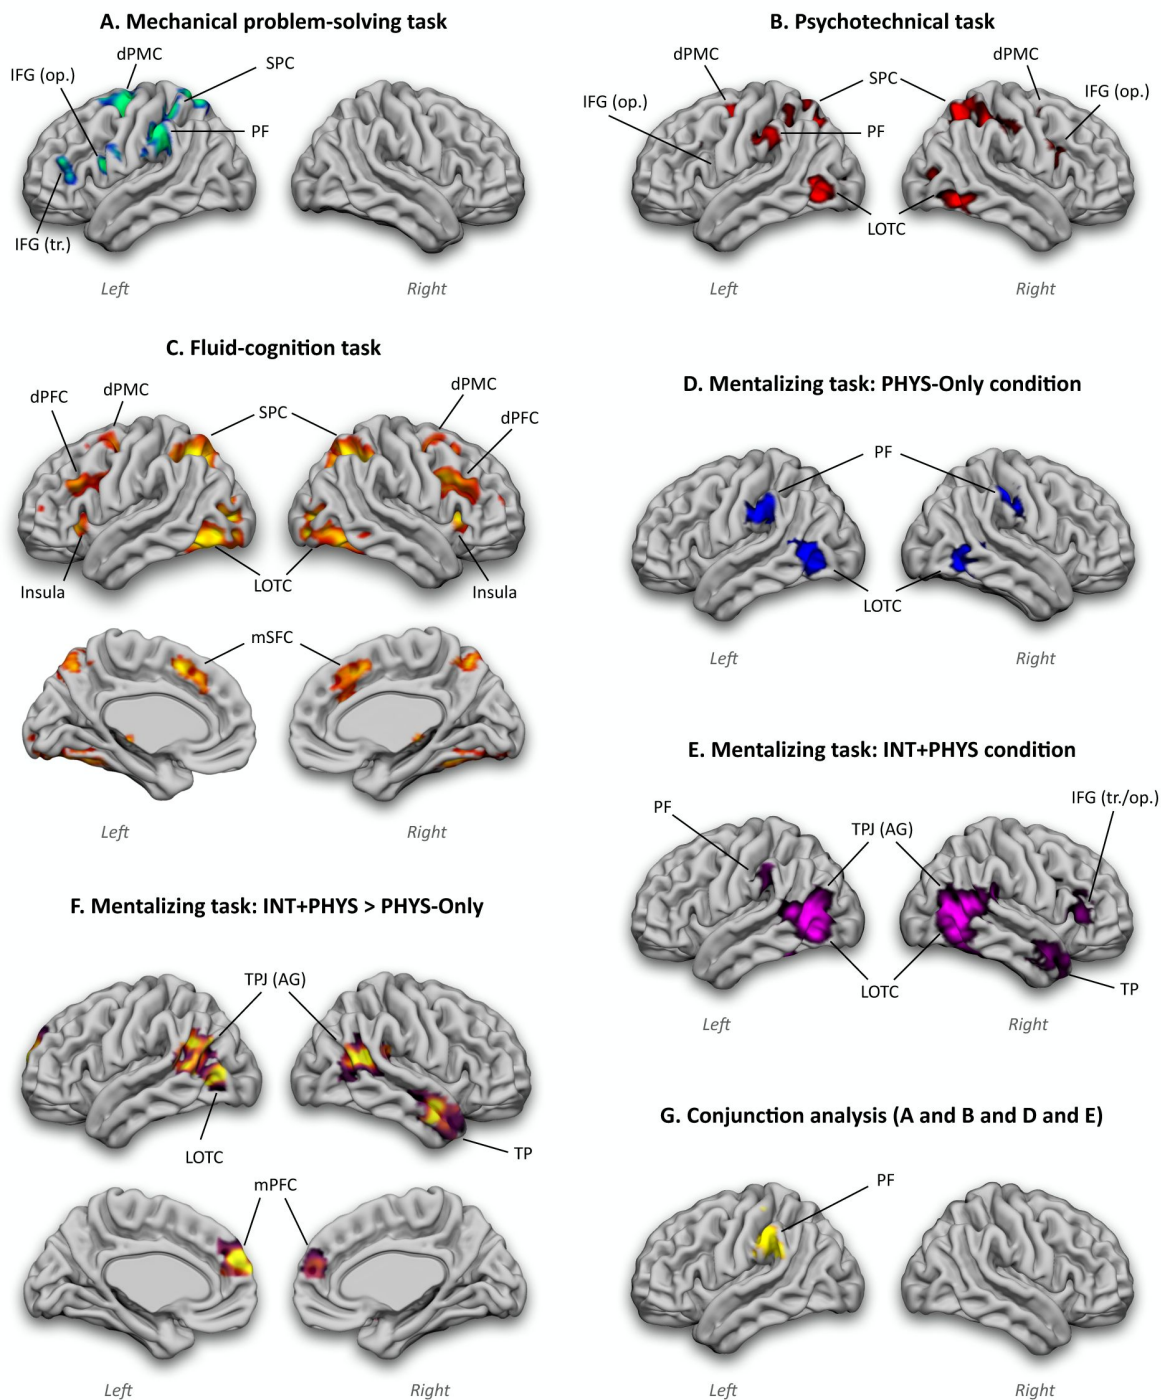 A. Mechanical problem-solving task
dPMC
IFG (op.)
SPC
PF
IFG (tr.)
Left
Right
B. Psychotechnical task
dPMC
dPMC
SPC
IFG (op.)
IFG (op.)
PF
LOTC
Left
Right
C. Fluid-cognition task
dPMC
dPMC
dPFC
SPC
dPFC
Insula
LOTC
Insula
mSFC
Left
Right
D. Mentalizing task: PHYS-Only condition
PF
LOTC
Left
Right
E. Mentalizing task: INT+PHYS condition
PF
IFG (tr./op.)
TPJ (AG)
LOTC
TP
Left
Right
F. Mentalizing task: INT+PHYS > PHYS-Only
TPJ (AG)
LOTC
TP
mPFC
Left
Right
G. Conjunction analysis (A and B and D and E)
PF
Left
Right